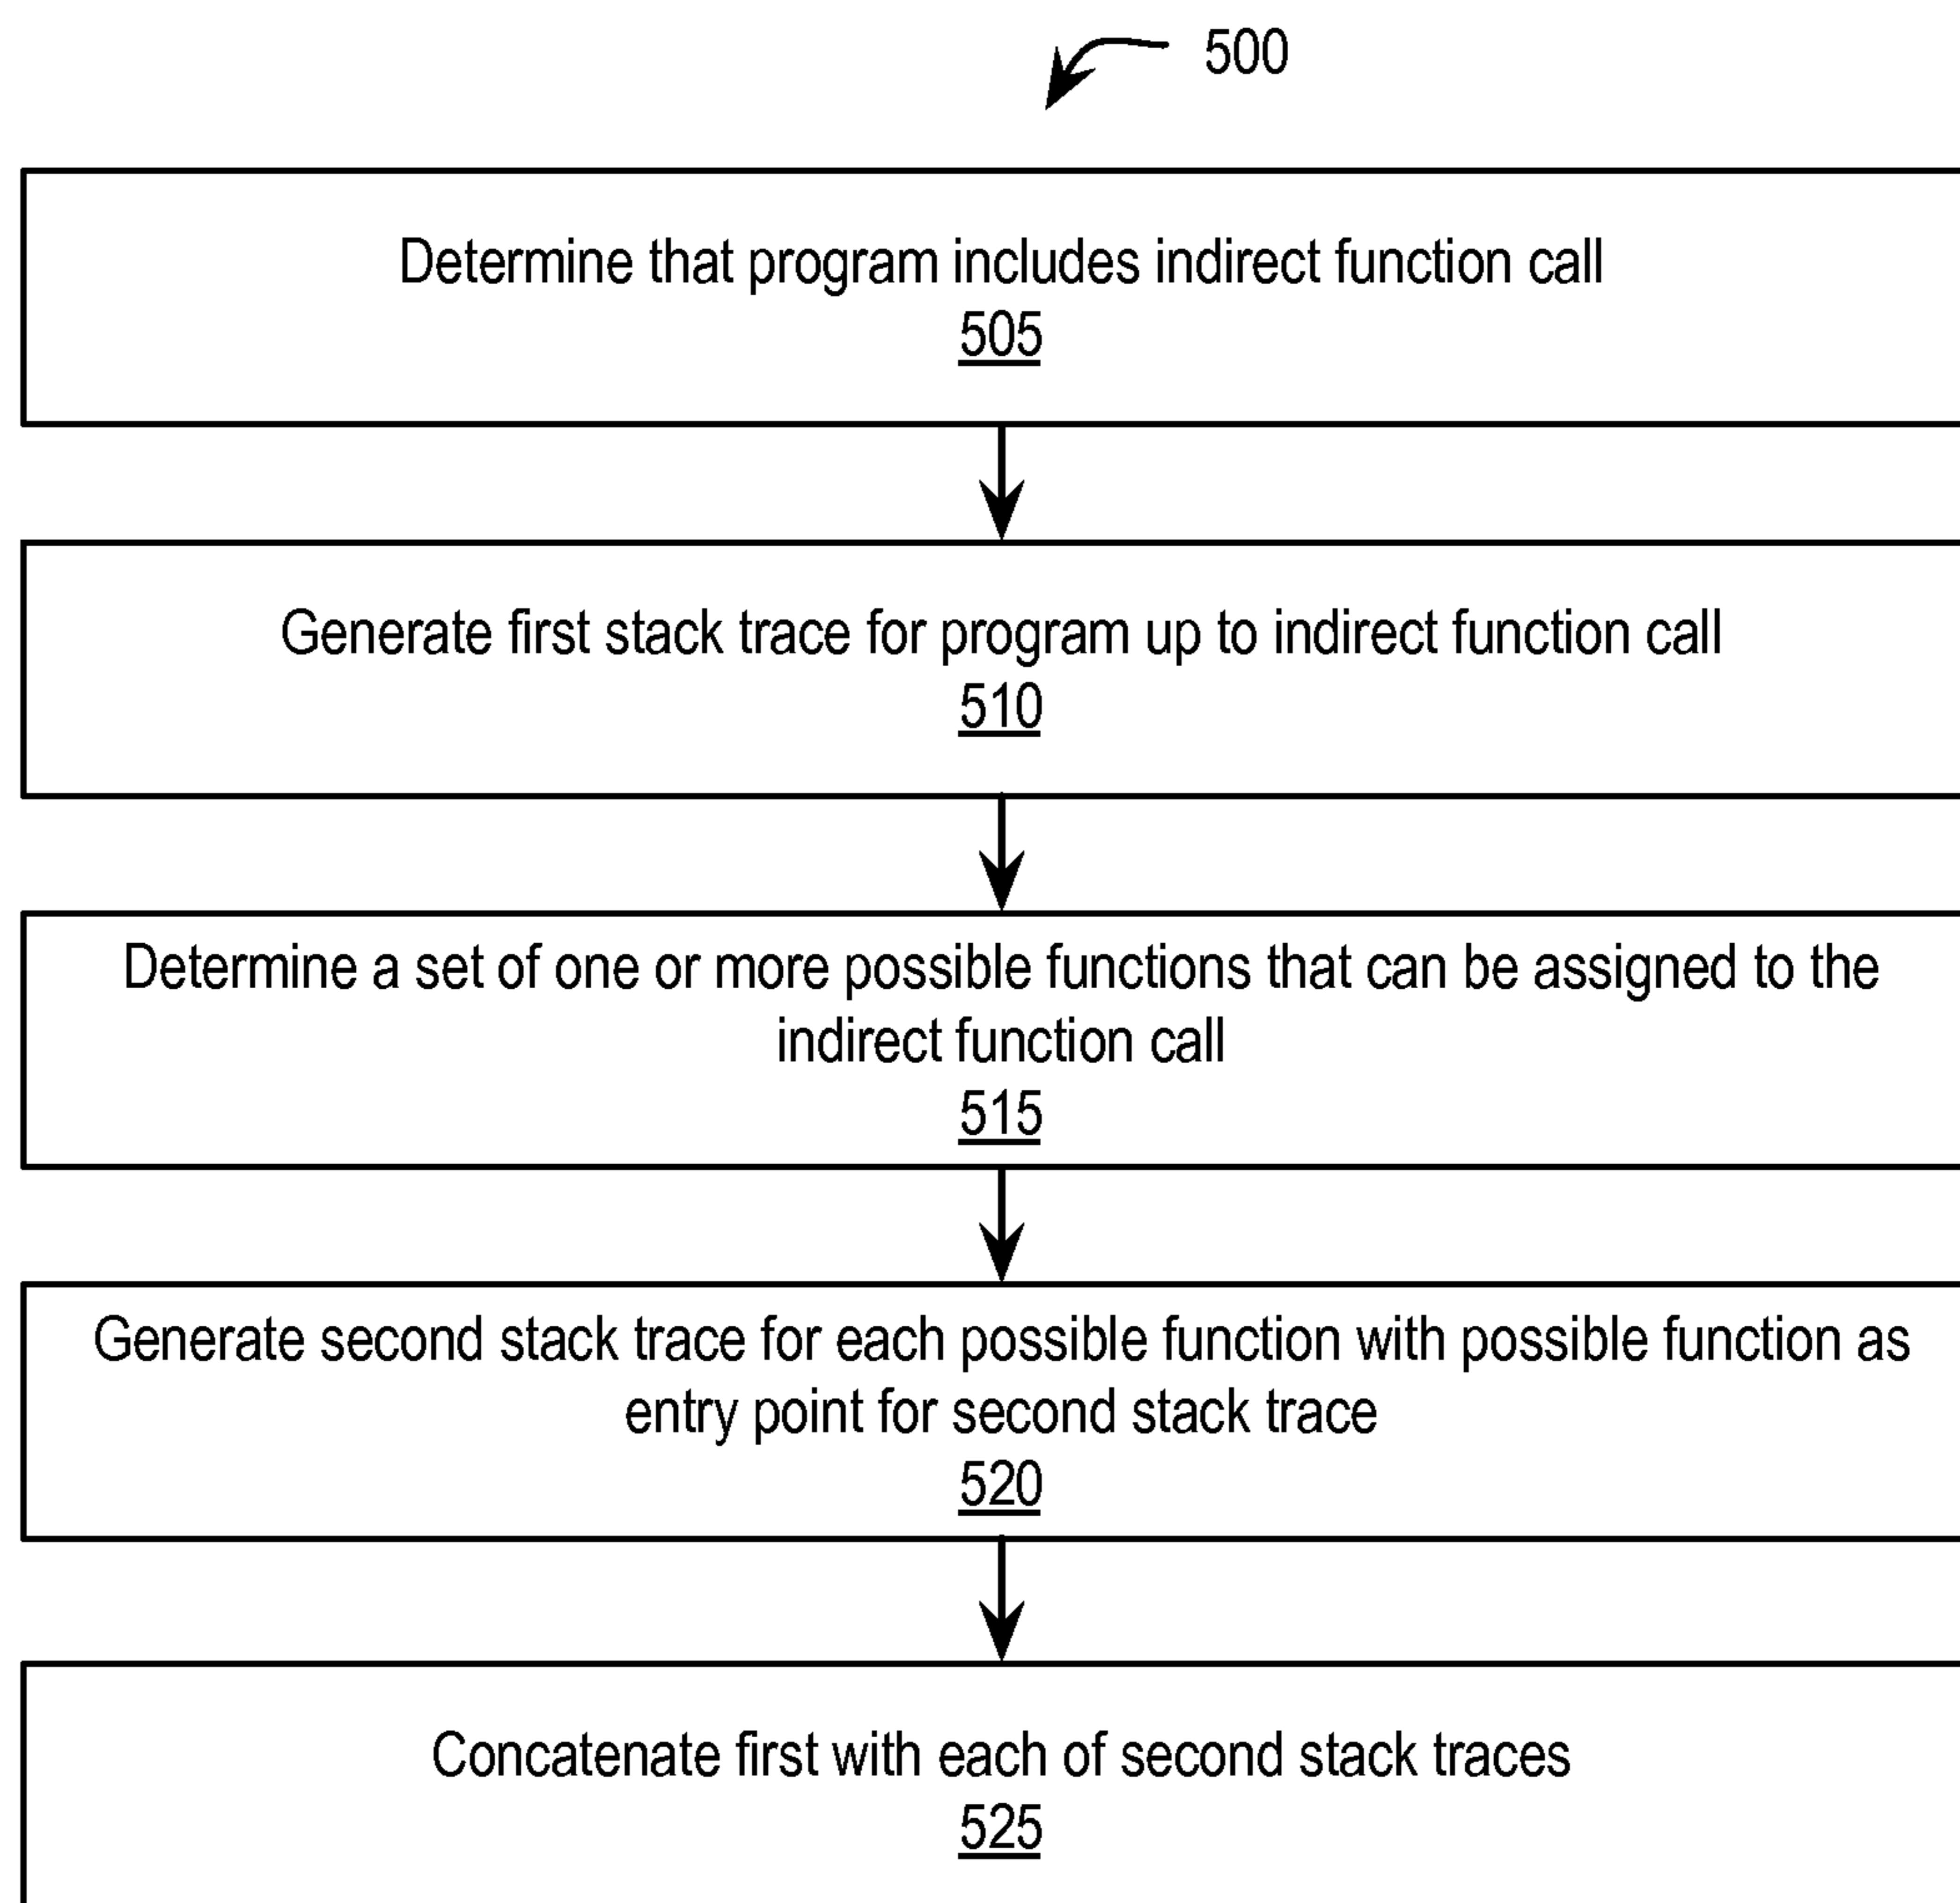 500
Determine that program includes indirect function call
505
Generate first stack trace for program up to indirect function call
510
Determine a set of one or more possible functions that can be assigned to the
indirect function call
515
Generate second stack trace for each possible function with possible function as
entry point for second stack trace
520
Concatenate first with each of second stack traces
525